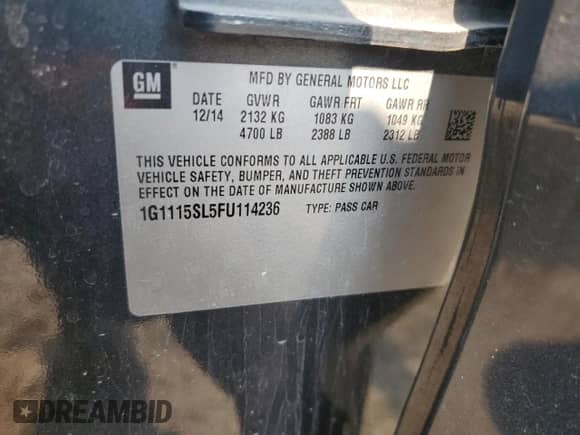 GM
MFD BY GENERAL MOTORS LLC
DATE GVWR GAWR FRT GAWR RR
12/14 2132 KG 1083 KG 1049 KG
4700 LB 2388 LB 2312 LB
THIS VEHICLE CONFORMS TO ALL APPLICABLE U.S. FEDERAL MOTOR
VEHICLE SAFETY, BUMPER, AND THEFT PREVENTION STANDARDS IN
EFFECT ON THE DATE OF MANUFACTURE SHOWN ABOVE.
1G1115SL5FU114236 TYPE: PASS CAR
DREAMBID